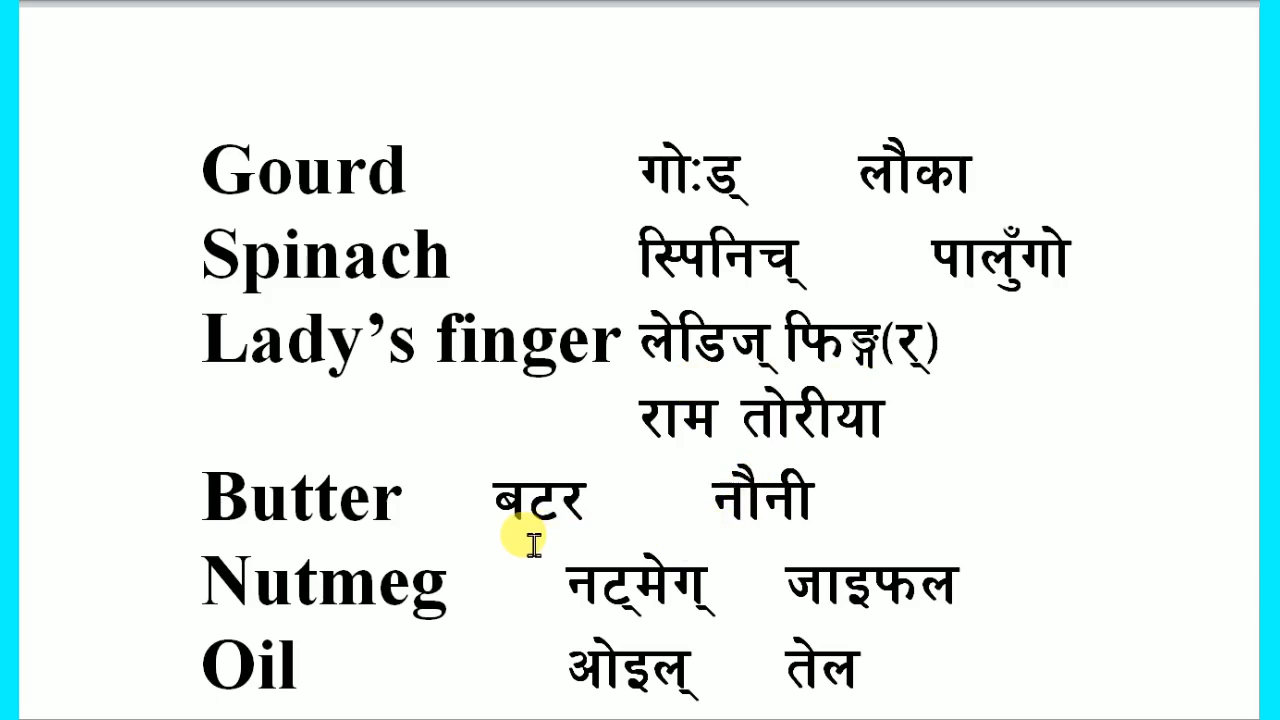 Gourd गोःड् लौका
Spinach स्पिनिच् पालुँगो
Lady’s finger लेडिज् फिङ्ग(र्)
राम तोरीया
Butter बटर नौनी
Nutmeg नट्मेग् जाइफल
Oil ओइल् तेल